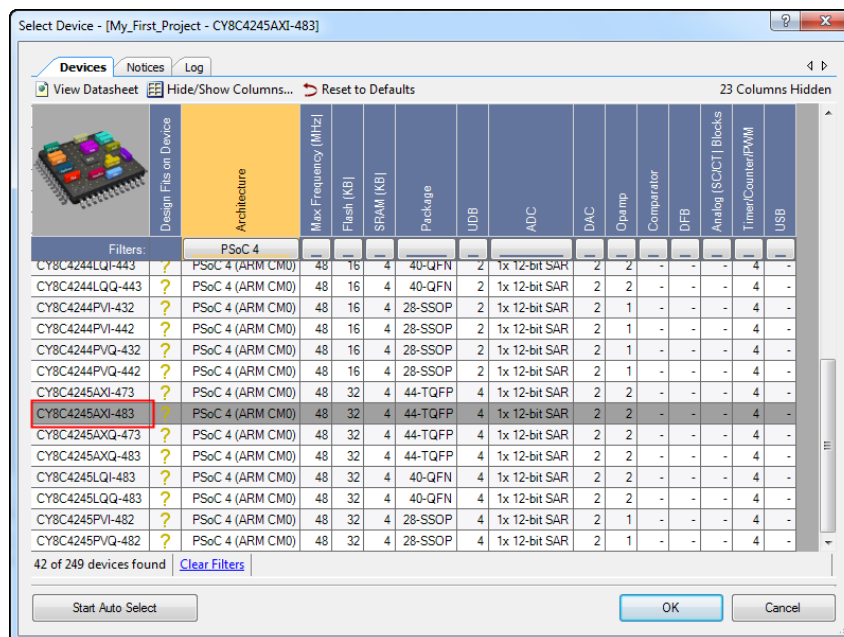 Select Device - [My_First_Project - CY8C4245AXI-483]
Devices Notices Log
View Datasheet Hide/Show Columns... Reset to Defaults 23 Columns Hidden
Design Fits on Device Architecture Max Frequency (MHz) Flash (KB) SRAM (KB) Package UDB ADC DAC Opamp Comparator DFB Analog (SC/CT) Blocks Timer/Counter/PWM USB
Filters: PSoC 4
CY8C4244LQI-443 ? PSoC 4 (ARM CM0) 48 16 4 40-QFN 2 1x 12-bit SAR 2 2 - - - 4 -
CY8C4244LQQ-443 ? PSoC 4 (ARM CM0) 48 16 4 40-QFN 2 1x 12-bit SAR 2 2 - - - 4 -
CY8C4244PVI-432 ? PSoC 4 (ARM CM0) 48 16 4 28-SSOP 2 1x 12-bit SAR 2 1 - - - 4 -
CY8C4244PVI-442 ? PSoC 4 (ARM CM0) 48 16 4 28-SSOP 2 1x 12-bit SAR 2 1 - - - 4 -
CY8C4244PVQ-432 ? PSoC 4 (ARM CM0) 48 16 4 28-SSOP 2 1x 12-bit SAR 2 1 - - - 4 -
CY8C4244PVQ-442 ? PSoC 4 (ARM CM0) 48 16 4 28-SSOP 2 1x 12-bit SAR 2 1 - - - 4 -
CY8C4245AXI-473 ? PSoC 4 (ARM CM0) 48 32 4 44-TQFP 4 1x 12-bit SAR 2 2 - - - 4 -
CY8C4245AXI-483 ? PSoC 4 (ARM CM0) 48 32 4 44-TQFP 4 1x 12-bit SAR 2 2 - - - 4 -
CY8C4245AXQ-473 ? PSoC 4 (ARM CM0) 48 32 4 44-TQFP 4 1x 12-bit SAR 2 2 - - - 4 -
CY8C4245AXQ-483 ? PSoC 4 (ARM CM0) 48 32 4 44-TQFP 4 1x 12-bit SAR 2 2 - - - 4 -
CY8C4245LQI-483 ? PSoC 4 (ARM CM0) 48 32 4 40-QFN 4 1x 12-bit SAR 2 2 - - - 4 -
CY8C4245LQQ-483 ? PSoC 4 (ARM CM0) 48 32 4 40-QFN 4 1x 12-bit SAR 2 2 - - - 4 -
CY8C4245PVI-482 ? PSoC 4 (ARM CM0) 48 32 4 28-SSOP 4 1x 12-bit SAR 2 1 - - - 4 -
CY8C4245PVQ-482 ? PSoC 4 (ARM CM0) 48 32 4 28-SSOP 4 1x 12-bit SAR 2 1 - - - 4 -
42 of 249 devices found Clear Filters
Start Auto Select OK Cancel